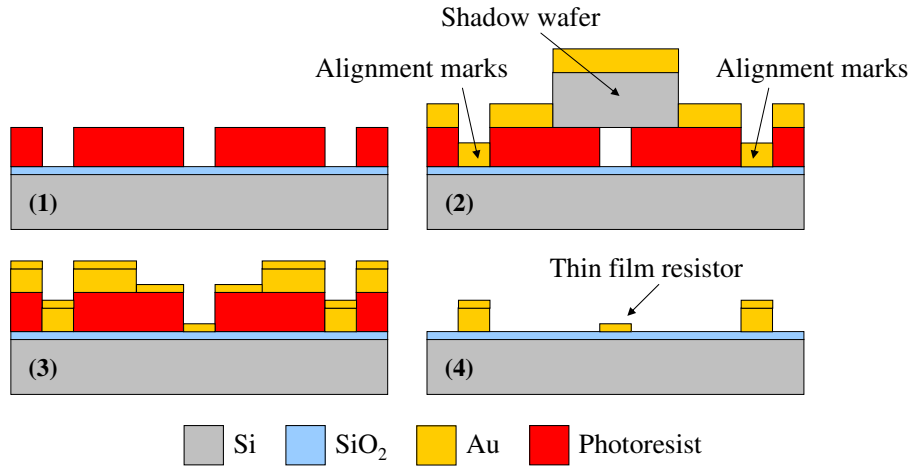 Shadow wafer
Alignment marks
Alignment marks
(1)
(2)
Thin film resistor
(3)
(4)
Si
SiO₂
Au
Photoresist